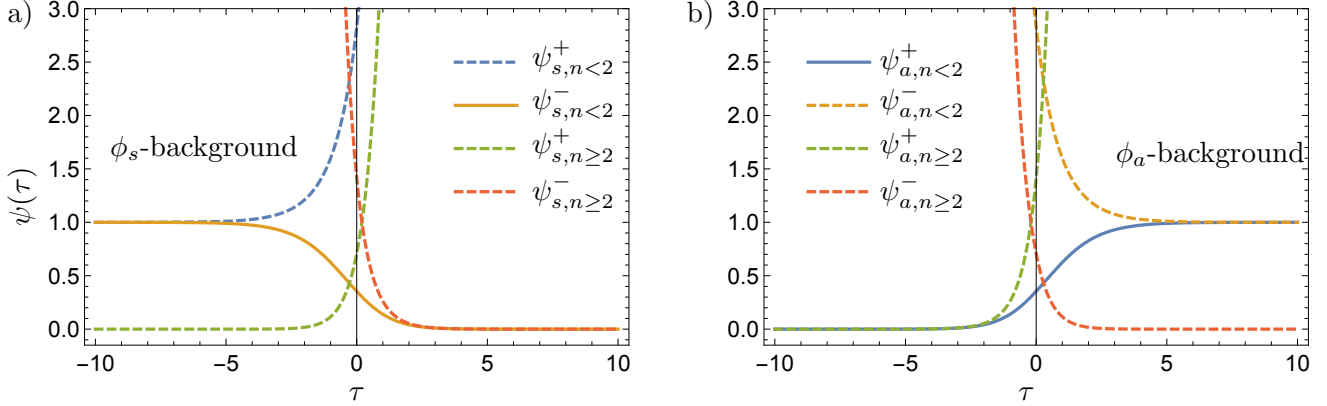 a)
3.0
2.5
2.0
1.5
1.0
0.5
0.0
ψ(τ)
−10 −5 0 5 10
τ
ϕₛ-background
ψ⁺ₛ,ₙ<₂
ψ⁻ₛ,ₙ<₂
ψ⁺ₛ,ₙ≥₂
ψ⁻ₛ,ₙ≥₂
b)
3.0
2.5
2.0
1.5
1.0
0.5
0.0
−10 −5 0 5 10
τ
ψ⁺ₐ,ₙ<₂
ψ⁻ₐ,ₙ<₂
ψ⁺ₐ,ₙ≥₂
ψ⁻ₐ,ₙ≥₂
ϕₐ-background